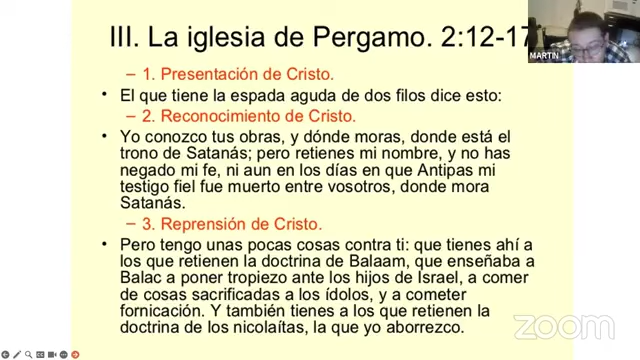 III. La iglesia de Pergamo. 2:12-17
– 1. Presentación de Cristo.
• El que tiene la espada aguda de dos filos dice esto:
– 2. Reconocimiento de Cristo.
• Yo conozco tus obras, y dónde moras, donde está el
trono de Satanás; pero retienes mi nombre, y no has
negado mi fe, ni aun en los días en que Antipas mi
testigo fiel fue muerto entre vosotros, donde mora
Satanás.
– 3. Reprensión de Cristo.
• Pero tengo unas pocas cosas contra ti: que tienes ahí a
los que retienen la doctrina de Balaam, que enseñaba a
Balac a poner tropiezo ante los hijos de Israel, a comer
de cosas sacrificadas a los ídolos, y a cometer
fornicación. Y también tienes a los que retienen la
doctrina de los nicolaítas, la que yo aborrezco.
MARTIN
zoom